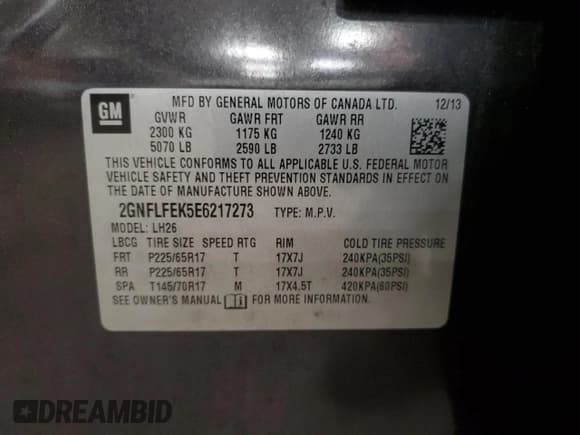 GM
MFD BY GENERAL MOTORS OF CANADA LTD. 12/13
GVWR GAWR FRT GAWR RR
2300 KG 1175 KG 1240 KG
5070 LB 2590 LB 2733 LB
THIS VEHICLE CONFORMS TO ALL APPLICABLE U.S. FEDERAL MOTOR
VEHICLE SAFETY AND THEFT PREVENTION STANDARDS IN EFFECT ON
THE DATE OF MANUFACTURE SHOWN ABOVE.
2GNFLFEK5E6217273 TYPE: M.P.V.
MODEL: LH26
LBCG TIRE SIZE SPEED RTG RIM COLD TIRE PRESSURE
FRT P225/65R17 T 17X7J 240KPA(35PSI)
RR P225/65R17 T 17X7J 240KPA(35PSI)
SPA T145/70R17 M 17X4.5T 420KPA(60PSI)
SEE OWNER'S MANUAL FOR MORE INFORMATION.
DREAMBID